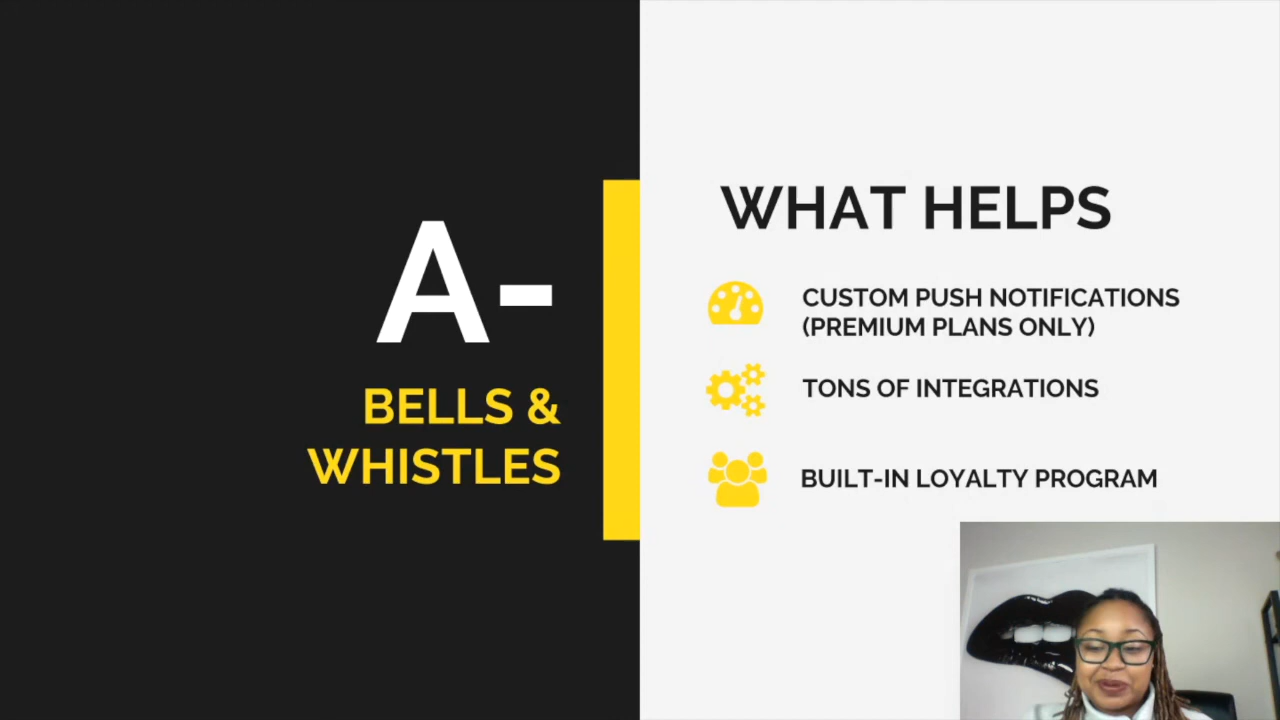 A-
BELLS &
WHISTLES
WHAT HELPS
CUSTOM PUSH NOTIFICATIONS
(PREMIUM PLANS ONLY)
TONS OF INTEGRATIONS
BUILT-IN LOYALTY PROGRAM